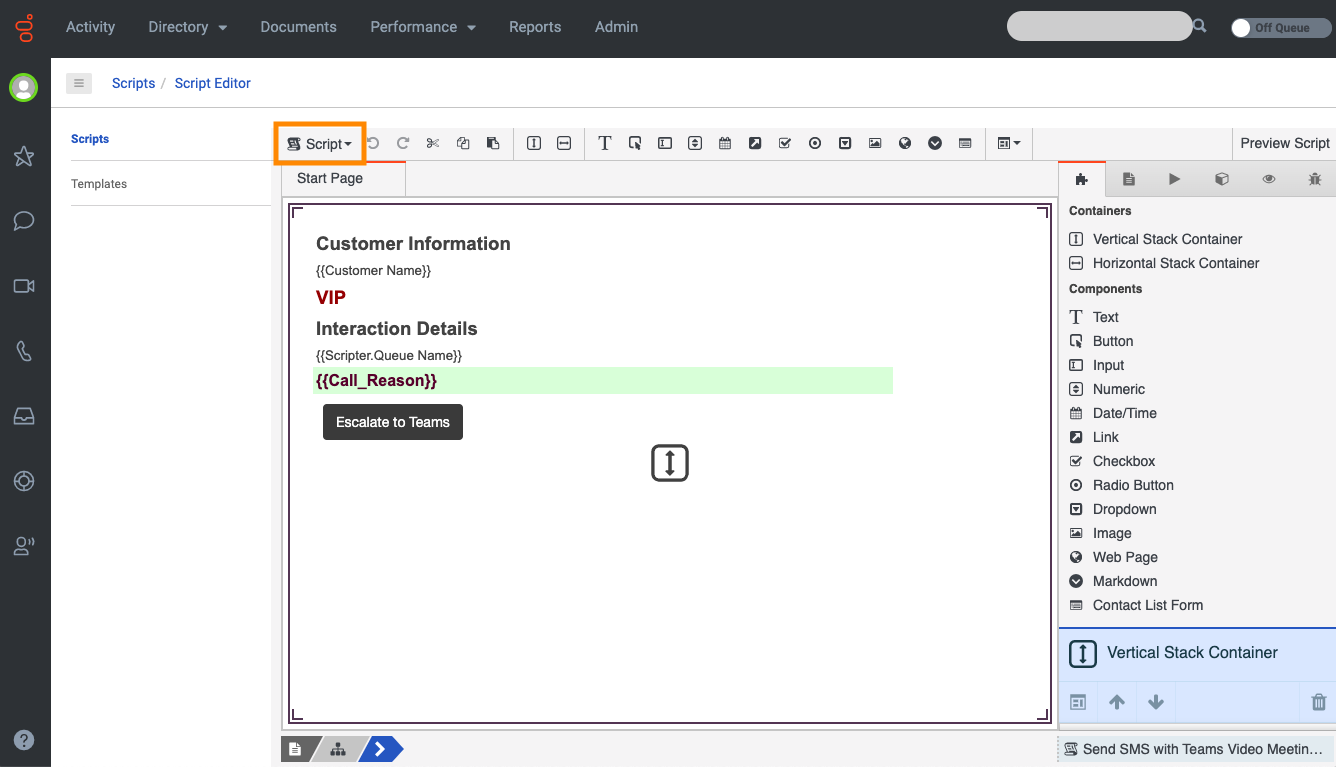 Activity Directory Documents Performance Reports Admin Off Queue
Scripts / Script Editor
Scripts
Templates
Script
Preview Script
Start Page
Customer Information
{{Customer Name}}
VIP
Interaction Details
{{Scripter.Queue Name}}
{{Call_Reason}}
Escalate to Teams
Containers
Vertical Stack Container
Horizontal Stack Container
Components
Text
Button
Input
Numeric
Date/Time
Link
Checkbox
Radio Button
Dropdown
Image
Web Page
Markdown
Contact List Form
Vertical Stack Container
Send SMS with Teams Video Meetin...